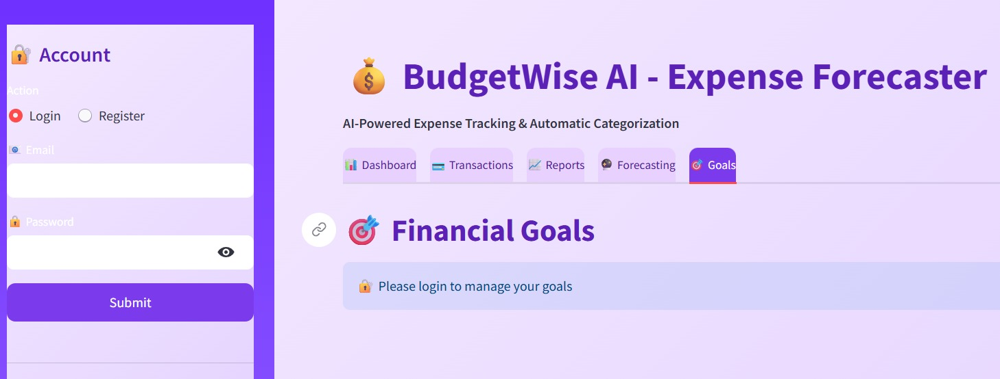 🔐 Account
Action
Login Register
📧 Email
🔒 Password
Submit
💰 BudgetWise AI - Expense Forecaster
AI-Powered Expense Tracking & Automatic Categorization
📊 Dashboard 💳 Transactions 📈 Reports 🔮 Forecasting 🎯 Goals
🎯 Financial Goals
🔐 Please login to manage your goals